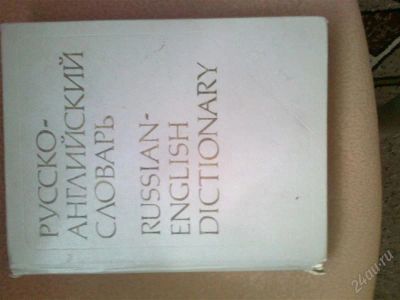 РУССКО-
АНГЛИЙСКИЙ
СЛОВАРЬ
RUSSIAN-
ENGLISH
DICTIONARY
24au.ru